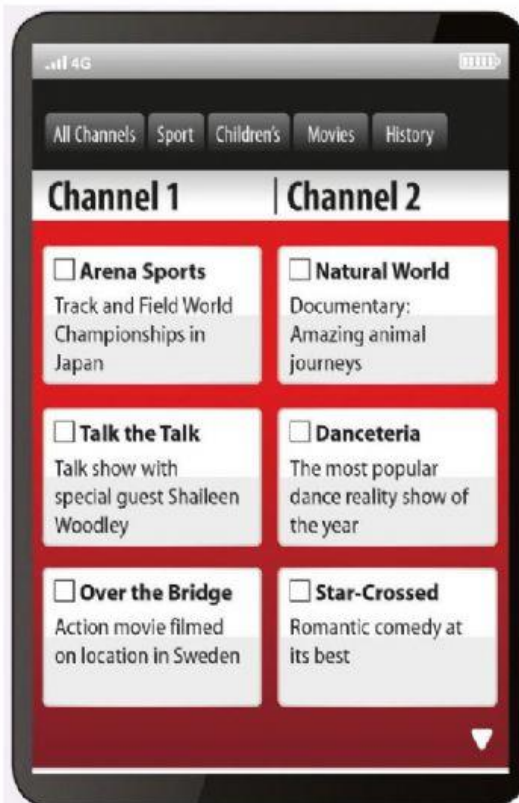 4G
All Channels Sport Children's Movies History
Channel 1
Channel 2
Arena Sports
Track and Field World
Championships in
Japan
Natural World
Documentary:
Amazing animal
journeys
Talk the Talk
Talk show with
special guest Shaileen
Woodley
Danceteria
The most popular
dance reality show of
the year
Over the Bridge
Action movie filmed
on location in Sweden
Star-Crossed
Romantic comedy at
its best